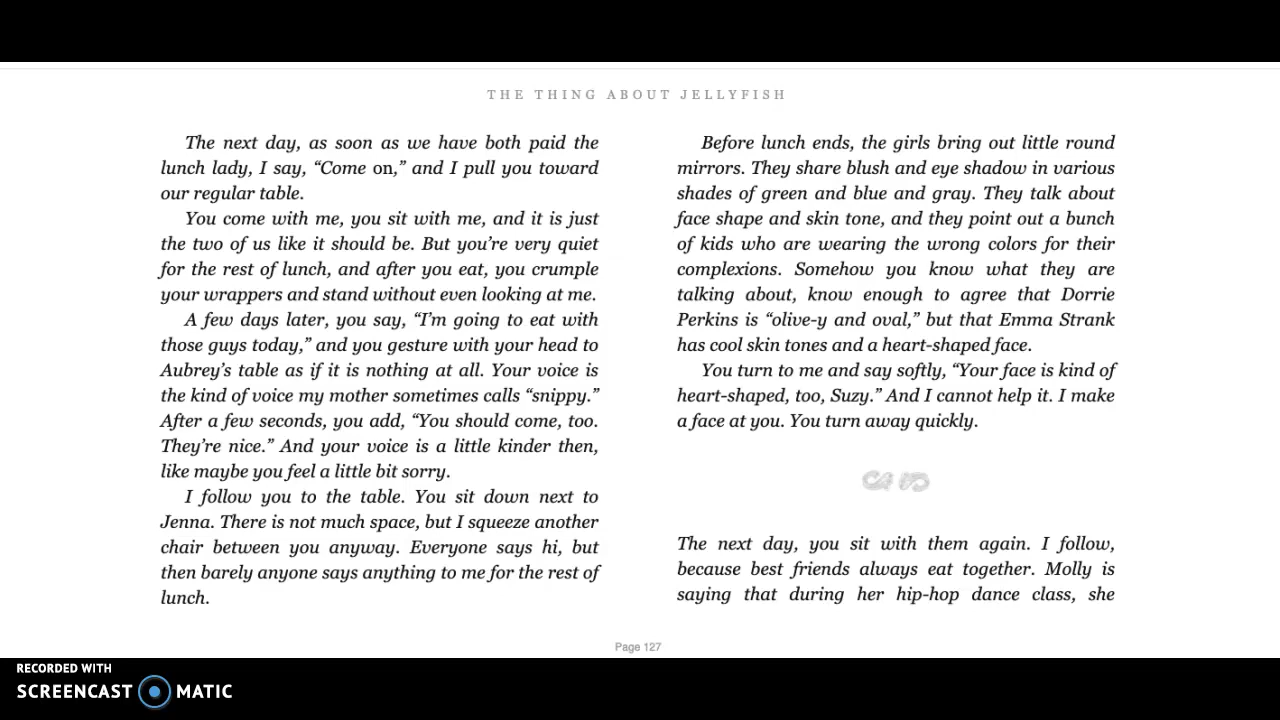 THE THING ABOUT JELLYFISH
The next day, as soon as we have both paid the
lunch lady, I say, “Come on,” and I pull you toward
our regular table.
You come with me, you sit with me, and it is just
the two of us like it should be. But you’re very quiet
for the rest of lunch, and after you eat, you crumple
your wrappers and stand without even looking at me.
A few days later, you say, “I’m going to eat with
those guys today,” and you gesture with your head to
Aubrey’s table as if it is nothing at all. Your voice is
the kind of voice my mother sometimes calls “snippy.”
After a few seconds, you add, “You should come, too.
They’re nice.” And your voice is a little kinder then,
like maybe you feel a little bit sorry.
I follow you to the table. You sit down next to
Jenna. There is not much space, but I squeeze another
chair between you anyway. Everyone says hi, but
then barely anyone says anything to me for the rest of
lunch.
Before lunch ends, the girls bring out little round
mirrors. They share blush and eye shadow in various
shades of green and blue and gray. They talk about
face shape and skin tone, and they point out a bunch
of kids who are wearing the wrong colors for their
complexions. Somehow you know what they are
talking about, know enough to agree that Dorrie
Perkins is “olive-y and oval,” but that Emma Strank
has cool skin tones and a heart-shaped face.
You turn to me and say softly, “Your face is kind of
heart-shaped, too, Suzy.” And I cannot help it. I make
a face at you. You turn away quickly.
The next day, you sit with them again. I follow,
because best friends always eat together. Molly is
saying that during her hip-hop dance class, she
Page 127
RECORDED WITH
SCREENCAST MATIC